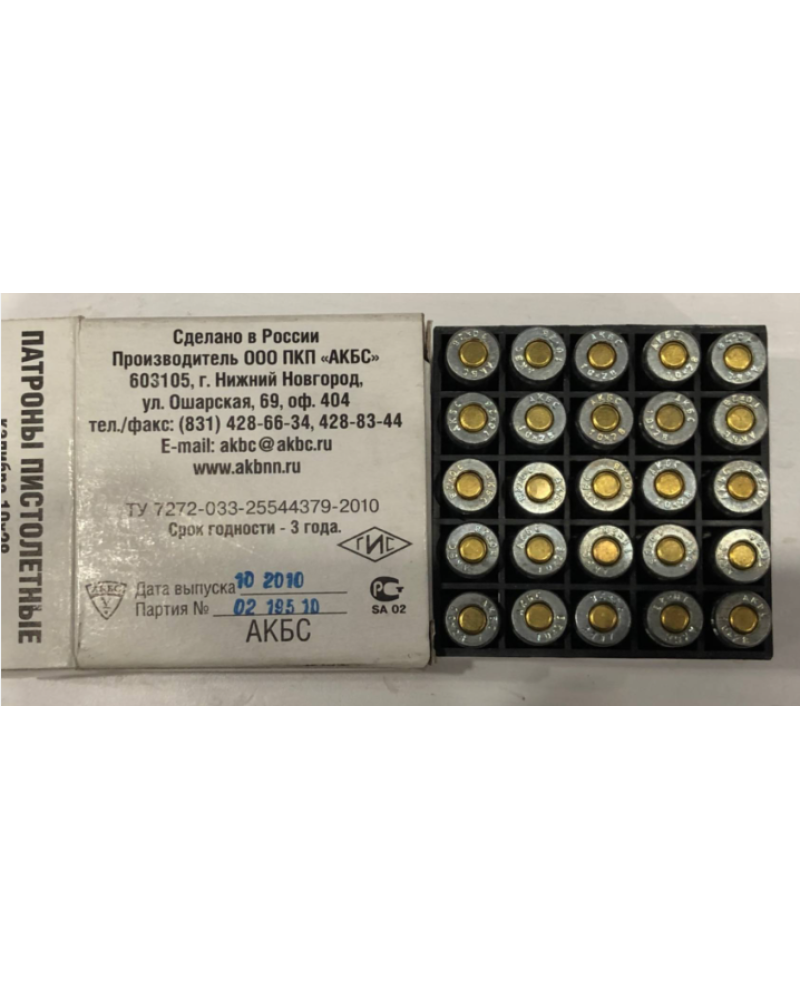 ПАТРОНЫ ПИСТОЛЕТНЫЕ
Сделано в России
Производитель ООО ПКП «АКБС»
603105, г. Нижний Новгород,
ул. Ошарская, 69, оф. 404
тел./факс: (831) 428-66-34, 428-83-44
E-mail: akbc@akbc.ru
www.akbnn.ru
ТУ 7272-033-25544379-2010
Срок годности - 3 года.
ГИС
АКБС
Дата выпуска 10 2010
Партия № 02 195 10
SA 02
АКБС